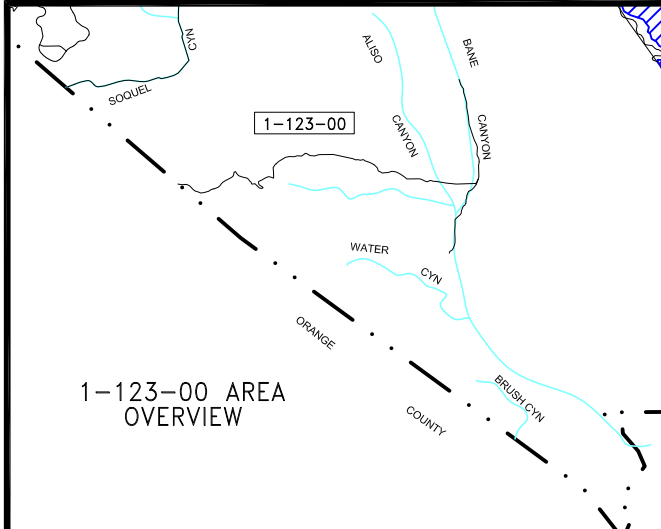 CYN
SOQUEL
ALISO
CANYON
BANE
CANYON
1-123-00
WATER
CYN
ORANGE
COUNTY
BRUSH CYN
1-123-00 AREA
OVERVIEW